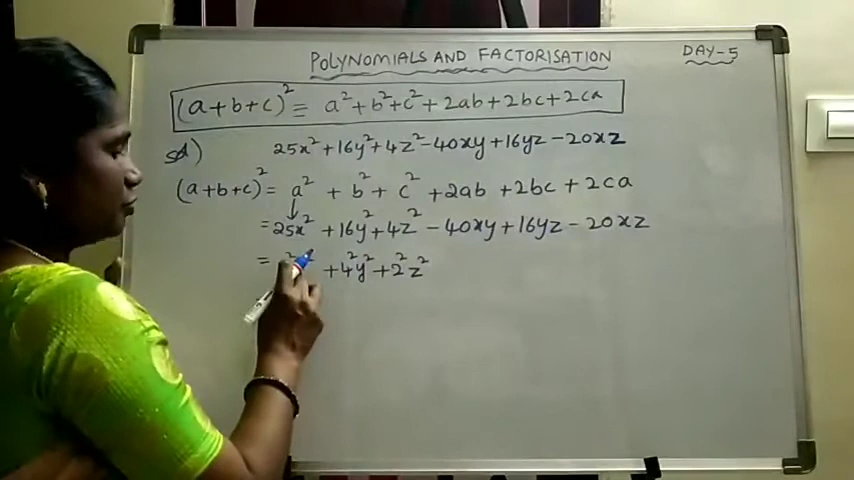 POLYNOMIALS AND FACTORISATION
DAY-5
(a+b+c)² = a²+b²+c²+2ab+2bc+2ca
25x²+16y²+4z²-40xy+16yz-20xz
(a+b+c)² = a² + b² + c² +2ab +2bc +2ca
= 25x² +16y²+4z² - 40xy+16yz-20xz
= +4²y²+2²z²